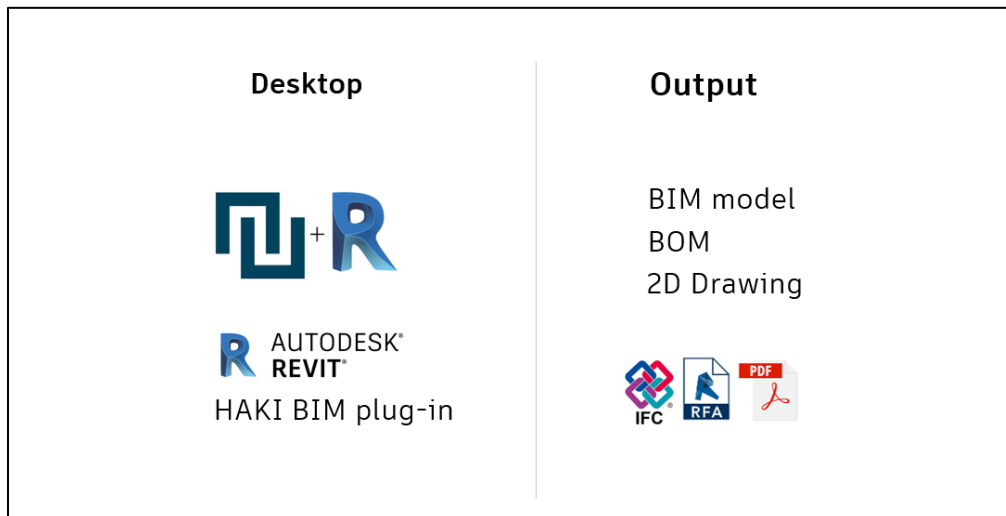 Desktop
+R
R AUTODESK®
REVIT®
HAKI BIM plug-in
Output
BIM model
BOM
2D Drawing
IFC®
R
RFA
PDF